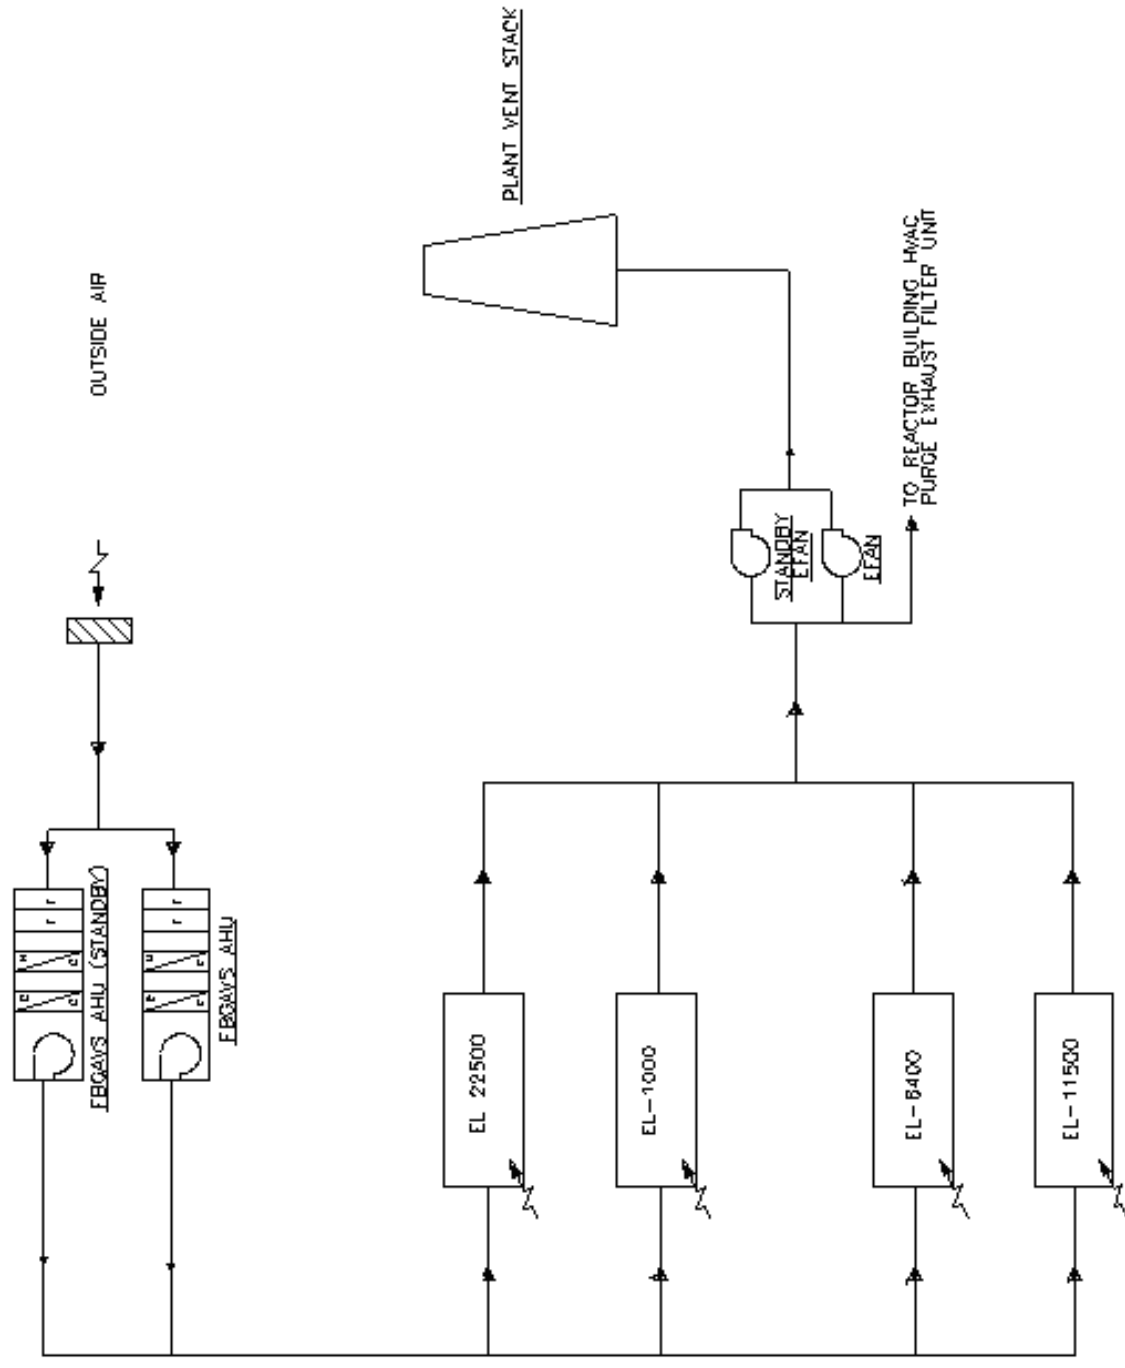 PLANT VENT STACK
OUTSIDE AIR
TO REACTOR BUILDING HVAC
PURGE EXHAUST FILTER UNIT
STANDBY
EFAN
EFAN
FBGAVS AHU (STANDBY)
FBGAVS AHU
EL 22500
EL-1000
EL-6400
EL-11500